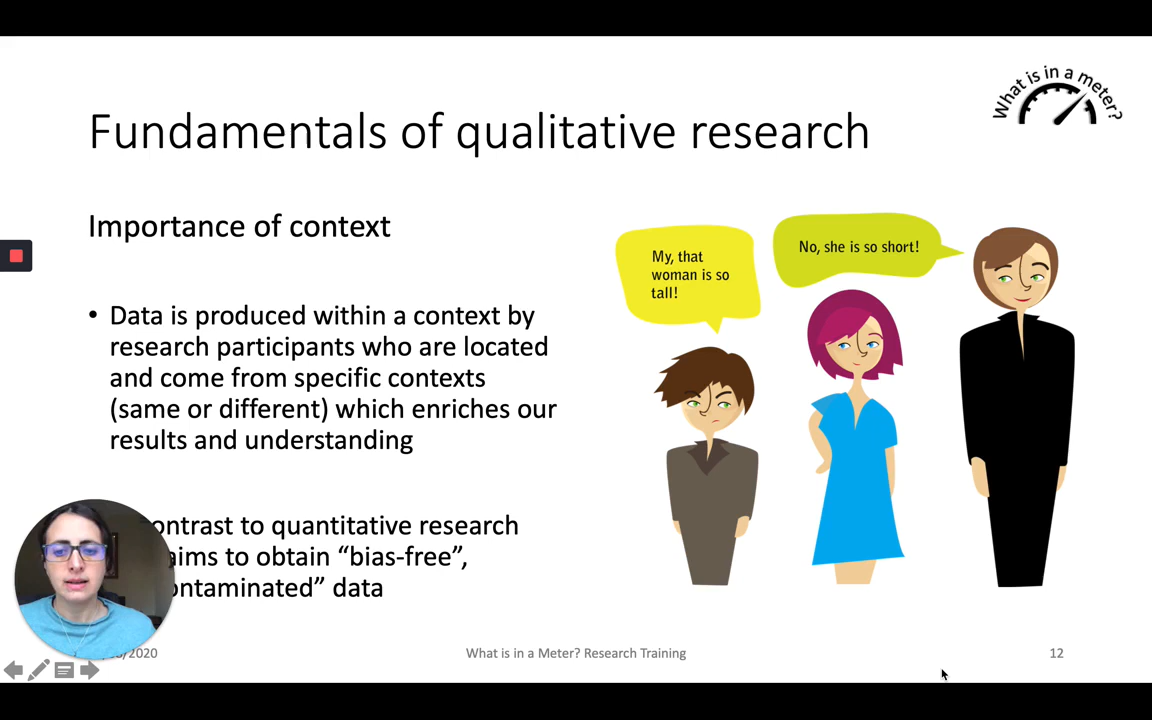 What is in a meter?
Fundamentals of qualitative research
Importance of context
My, that
woman is so
tall!
No, she is so short!
• Data is produced within a context by
research participants who are located
and come from specific contexts
(same or different) which enriches our
results and understanding
ontrast to quantitative research
aims to obtain “bias-free”,
ontaminated” data
/2020
What is in a Meter? Research Training
12